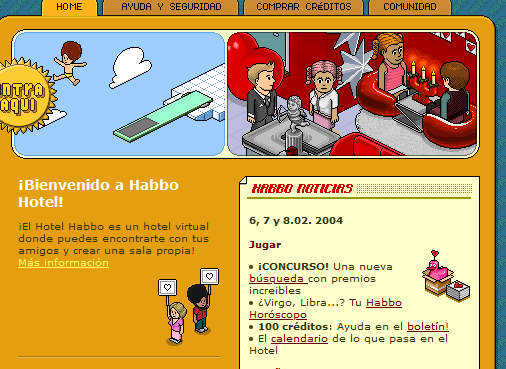 HOME
AYUDA Y SEGURIDAD
COMPRAR CRéDITOS
COMUNIDAD
ENTRA
AQUI
¡Bienvenido a Habbo
Hotel!
¡El Hotel Habbo es un hotel virtual
donde puedes encontrarte con tus
amigos y crear una sala propia!
Más información
HABBO NOTICIAS
6, 7 y 8.02. 2004
Jugar
• ¡CONCURSO! Una nueva
búsqueda con premios
increibles
• ¿Virgo, Libra...? Tu Habbo
Horóscopo
• 100 créditos: Ayuda en el boletín!
• El calendario de lo que pasa en el
Hotel